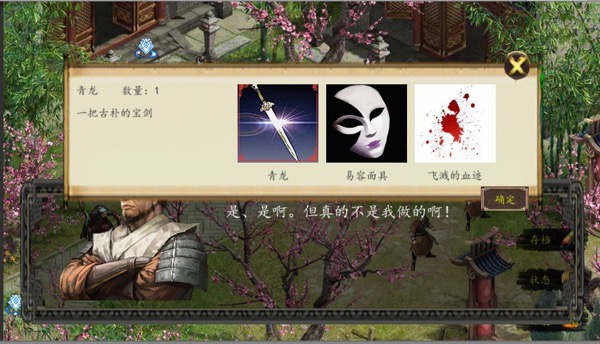 青龙 数量：1
一把古朴的宝剑
青龙 易容面具 飞溅的血迹
确定
是、是啊。但真的不是我做的啊！
存档
状态